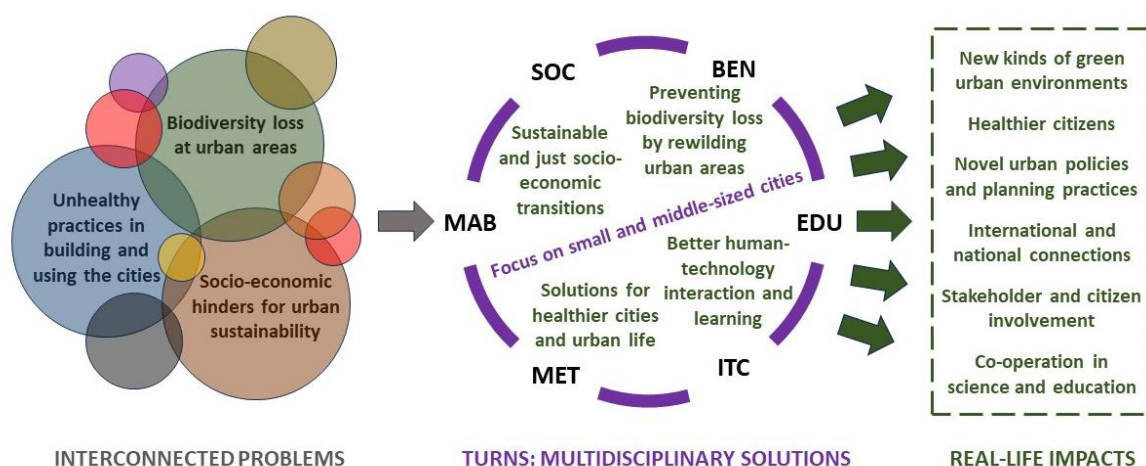 Biodiversity loss
at urban areas
Unhealthy
practices in
building and
using the cities
Socio-economic
hinders for urban
sustainability
INTERCONNECTED PROBLEMS
SOC
BEN
MAB
EDU
MET
ITC
Sustainable
and just socio-
economic
transitions
Preventing
biodiversity loss
by rewilding
urban areas
Focus on small and middle-sized cities
Solutions for
healthier cities
and urban life
Better human-
technology
interaction and
learning
TURNS: MULTIDISCIPLINARY SOLUTIONS
New kinds of green
urban environments
Healthier citizens
Novel urban policies
and planning practices
International and
national connections
Stakeholder and citizen
involvement
Co-operation in
science and education
REAL-LIFE IMPACTS